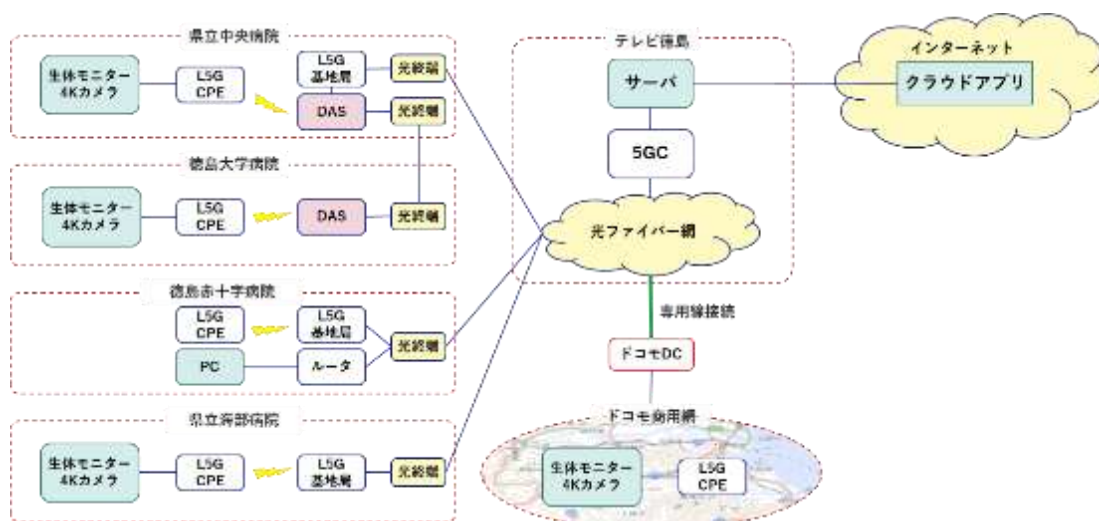 県立中央病院
生体モニター
4Kカメラ
L5G
CPE
L5G
基地局
光終端
DAS
光終端
徳島大学病院
生体モニター
4Kカメラ
L5G
CPE
DAS
光終端
徳島赤十字病院
L5G
CPE
L5G
基地局
光終端
PC
ルータ
県立海部病院
生体モニター
4Kカメラ
L5G
CPE
L5G
基地局
光終端
テレビ徳島
サーバ
5GC
光ファイバー網
専用線接続
ドコモDC
ドコモ商用網
生体モニター
4Kカメラ
L5G
CPE
インターネット
クラウドアプリ